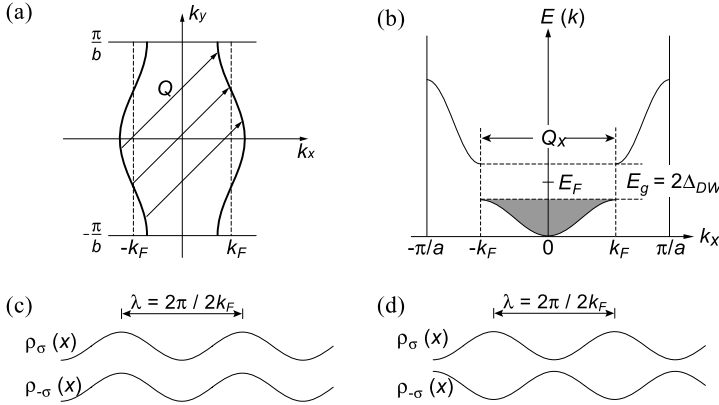 (a)
k_y
π/b
Q
k_x
-π/b
-k_F
k_F
(b)
E (k)
Q_x
E_F
E_g = 2Δ_DW
k_x
-π/a
-k_F
0
k_F
π/a
(c)
λ = 2π / 2k_F
ρ_σ (x)
ρ_-σ (x)
(d)
λ = 2π / 2k_F
ρ_σ (x)
ρ_-σ (x)